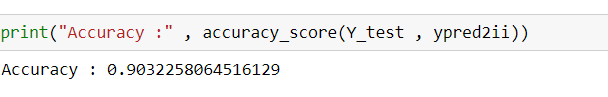 print("Accuracy :" , accuracy_score(Y_test , ypred2ii))
Accuracy : 0.9032258064516129